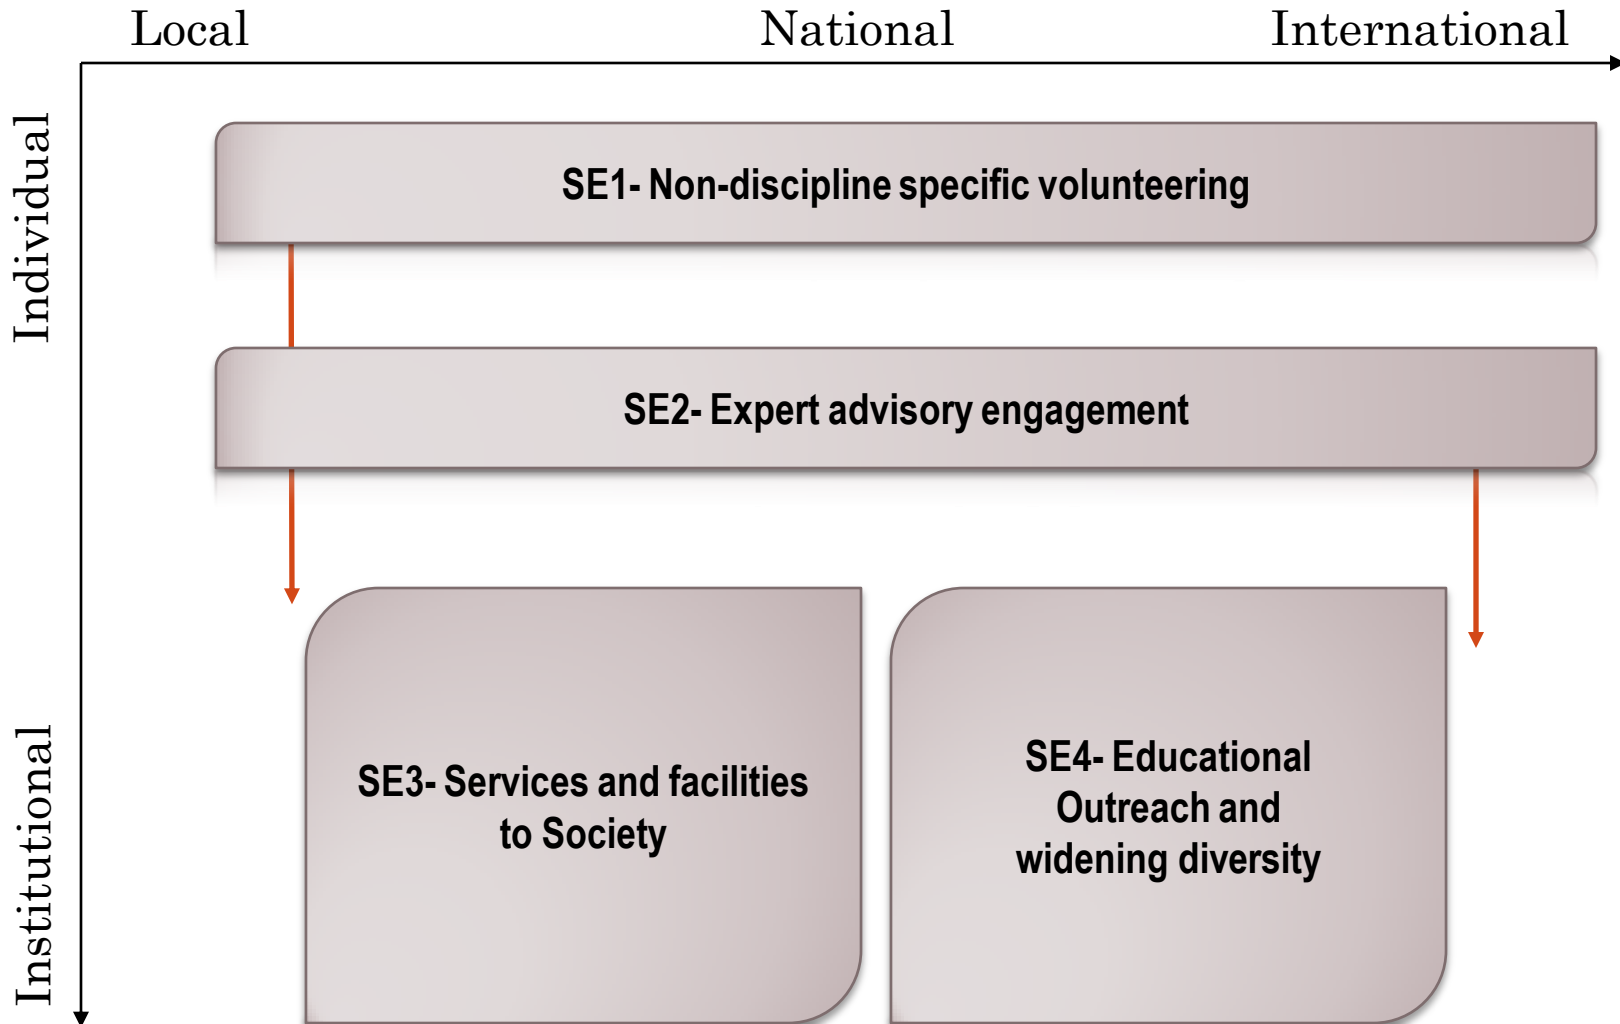 Local
National
International
Individual
SE1- Non-discipline specific volunteering
SE2- Expert advisory engagement
Institutional
SE3- Services and facilities
to Society
SE4- Educational
Outreach and
widening diversity